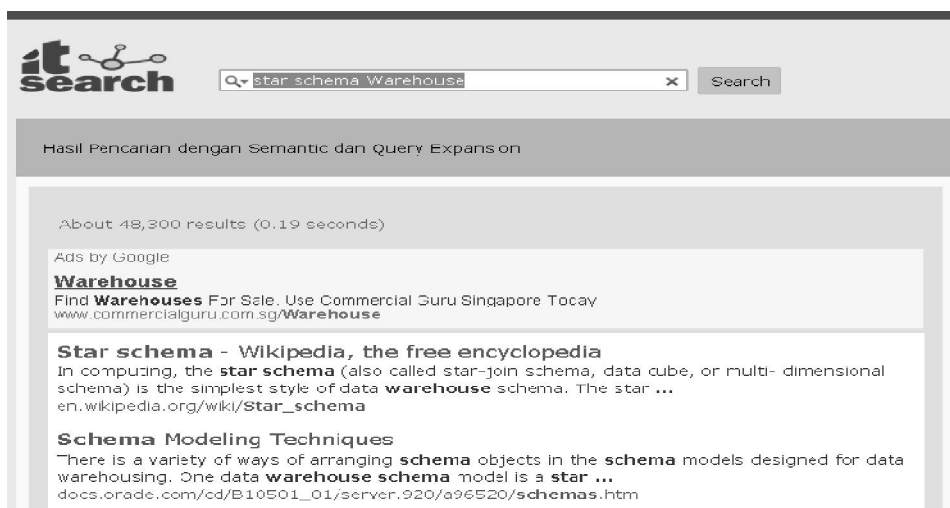 it
search
star schema Warehouse
Search
Hasil Pencarian dengan Semantic dan Query Expansion
About 48,300 results (0.19 seconds)
Ads by Google
Warehouse
Find Warehouses For Sale. Use Commercial Guru Singapore Today
www.commercialguru.com.sg/Warehouse
Star schema - Wikipedia, the free encyclopedia
In computing, the star schema (also called star-join schema, data cube, or multi- dimensional
schema) is the simplest style of data warehouse schema. The star ...
en.wikipedia.org/wiki/Star_schema
Schema Modeling Techniques
There is a variety of ways of arranging schema objects in the schema models designed for data
warehousing. One data warehouse schema model is a star ...
docs.oracle.com/cd/B10501_01/server.920/a96520/schemas.htm